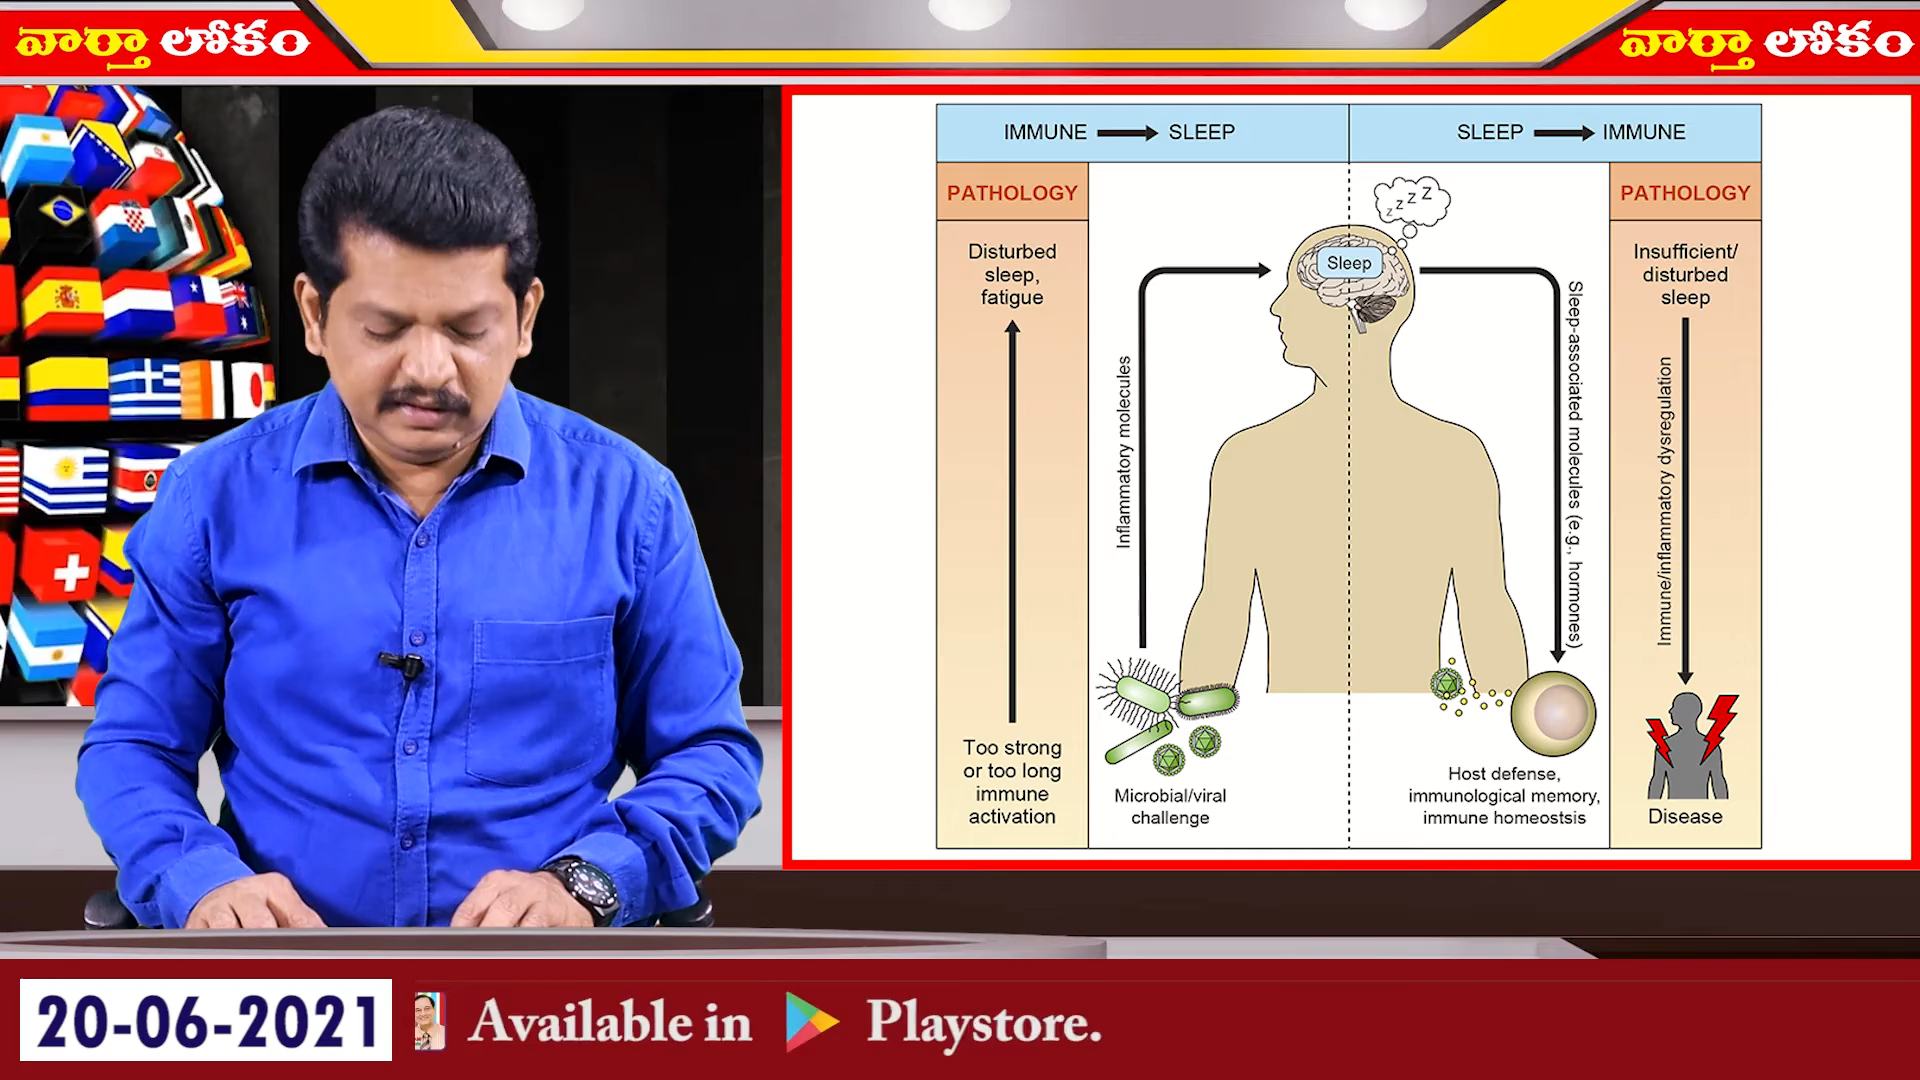 వార్తా లోకం
వార్తా లోకం
IMMUNE → SLEEP
SLEEP → IMMUNE
PATHOLOGY
Disturbed
sleep,
fatigue
Too strong
or too long
immune
activation
Inflammatory molecules
Microbial/viral
challenge
z z z z
Sleep
Sleep-associated molecules (e.g., hormones)
Host defense,
immunological memory,
immune homeostsis
PATHOLOGY
Insufficient/
disturbed
sleep
Immune/inflammatory dysregulation
Disease
20-06-2021
Available in Playstore.